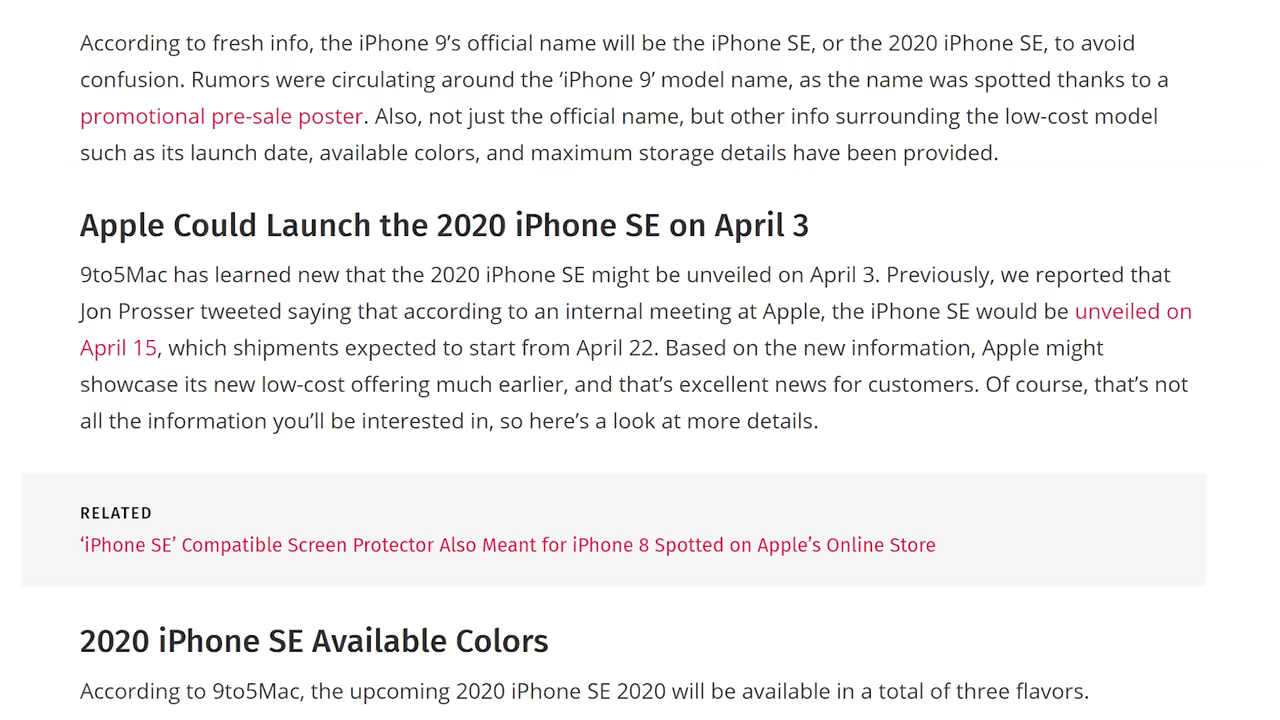 According to fresh info, the iPhone 9’s official name will be the iPhone SE, or the 2020 iPhone SE, to avoid
confusion. Rumors were circulating around the ‘iPhone 9’ model name, as the name was spotted thanks to a
promotional pre-sale poster. Also, not just the official name, but other info surrounding the low-cost model
such as its launch date, available colors, and maximum storage details have been provided.
Apple Could Launch the 2020 iPhone SE on April 3
9to5Mac has learned new that the 2020 iPhone SE might be unveiled on April 3. Previously, we reported that
Jon Prosser tweeted saying that according to an internal meeting at Apple, the iPhone SE would be unveiled on
April 15, which shipments expected to start from April 22. Based on the new information, Apple might
showcase its new low-cost offering much earlier, and that’s excellent news for customers. Of course, that’s not
all the information you’ll be interested in, so here’s a look at more details.
RELATED
‘iPhone SE’ Compatible Screen Protector Also Meant for iPhone 8 Spotted on Apple’s Online Store
2020 iPhone SE Available Colors
According to 9to5Mac, the upcoming 2020 iPhone SE 2020 will be available in a total of three flavors.